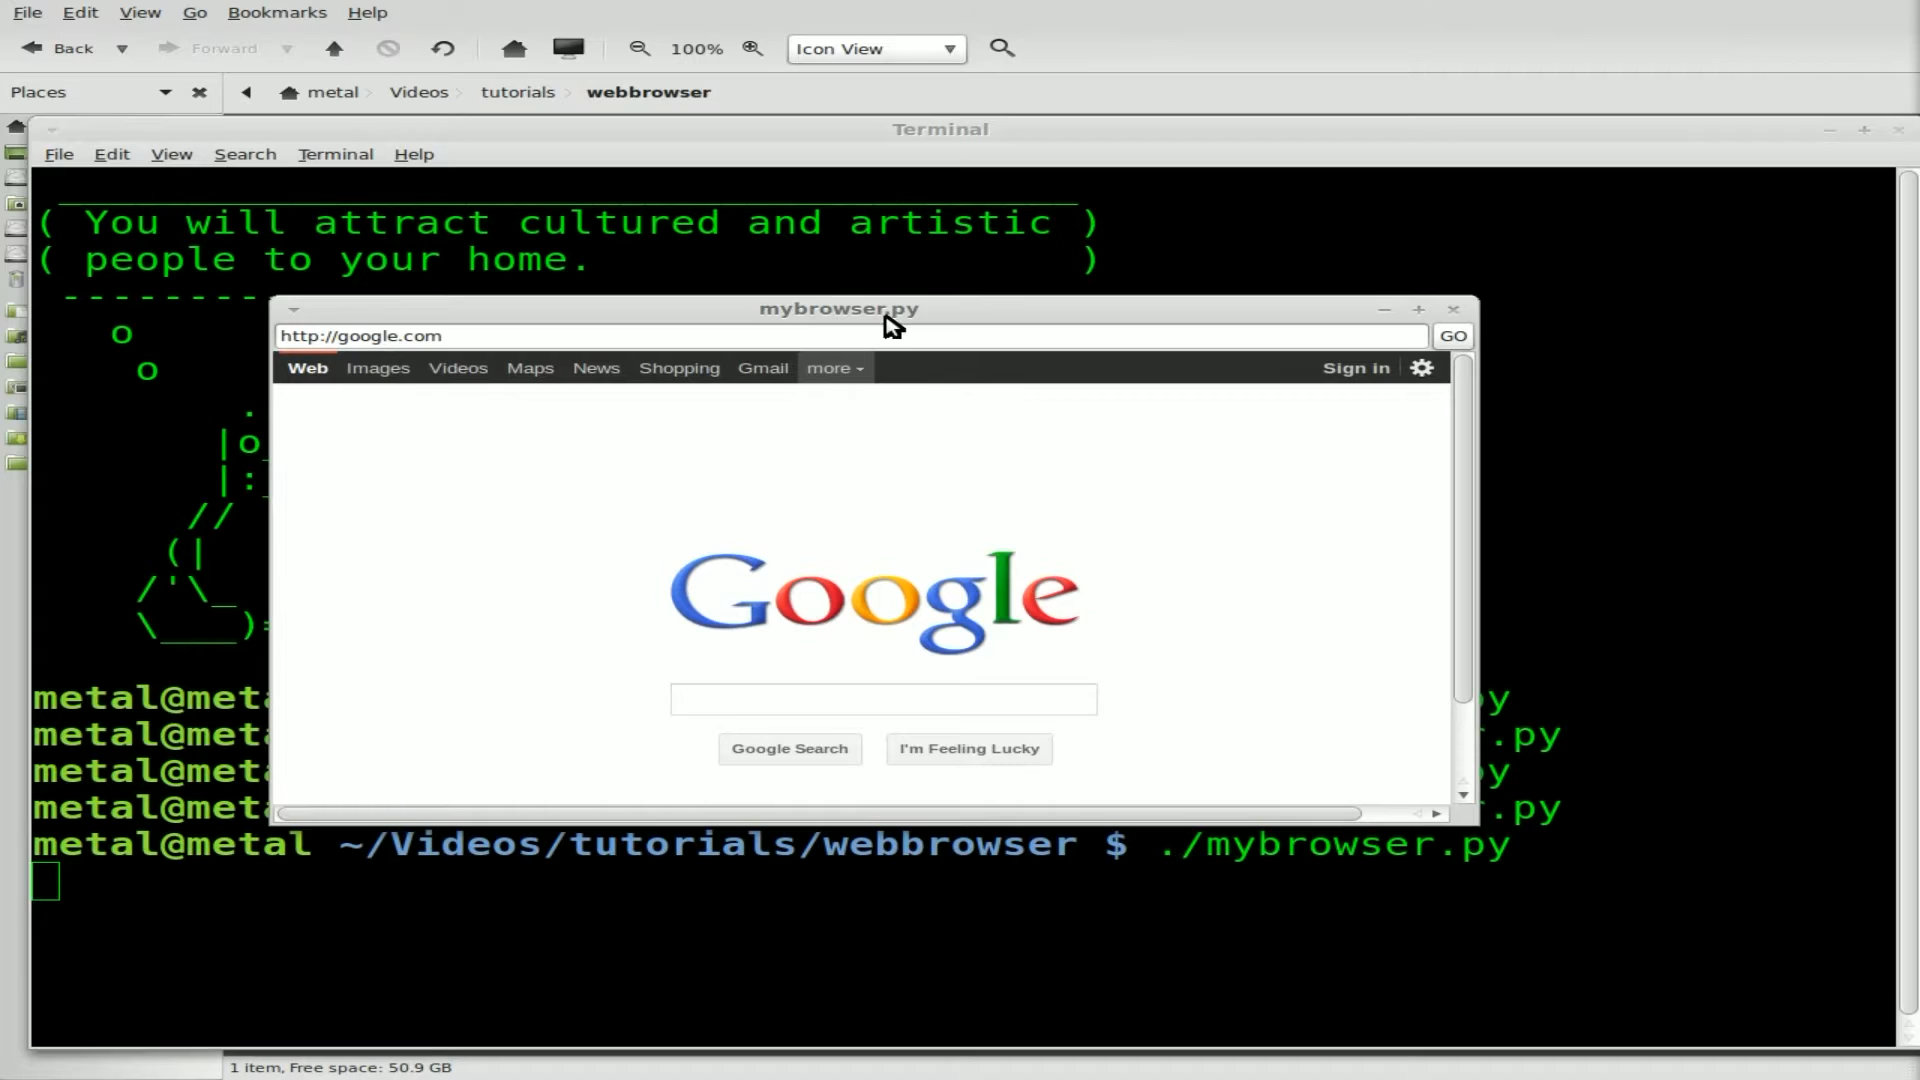 File Edit View Go Bookmarks Help
Back Forward 100% Icon View
Places metal Videos tutorials webbrowser
Terminal
File Edit View Search Terminal Help
( You will attract cultured and artistic )
( people to your home. )
--------
o
o
.
|o_
|:_
//
(|
/'\_
\____)=
mybrowser.py
http://google.com GO
Web Images Videos Maps News Shopping Gmail more Sign in
Google
Google Search I'm Feeling Lucky
metal@meta y
metal@meta .py
metal@meta y
metal@meta .py
metal@metal ~/Videos/tutorials/webbrowser $ ./mybrowser.py
1 item, Free space: 50.9 GB